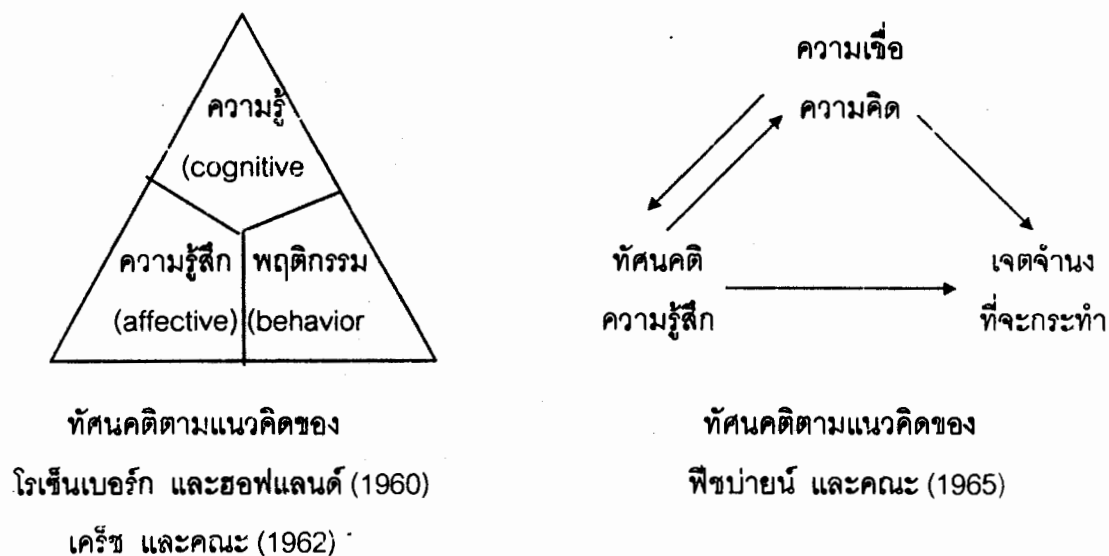 ความรู้
(cognitive
ความรู้สึก
(affective)
พฤติกรรม
(behavior
ทัศนคติตามแนวคิดของ
โรเซ็นเบอร์ก และฮอฟแลนด์ (1960)
เคร็ช และคณะ (1962)
ความเชื่อ
ความคิด
ทัศนคติ
ความรู้สึก
เจตจำนง
ที่จะกระทำ
ทัศนคติตามแนวคิดของ
ฟีชบ่ายน์ และคณะ (1965)